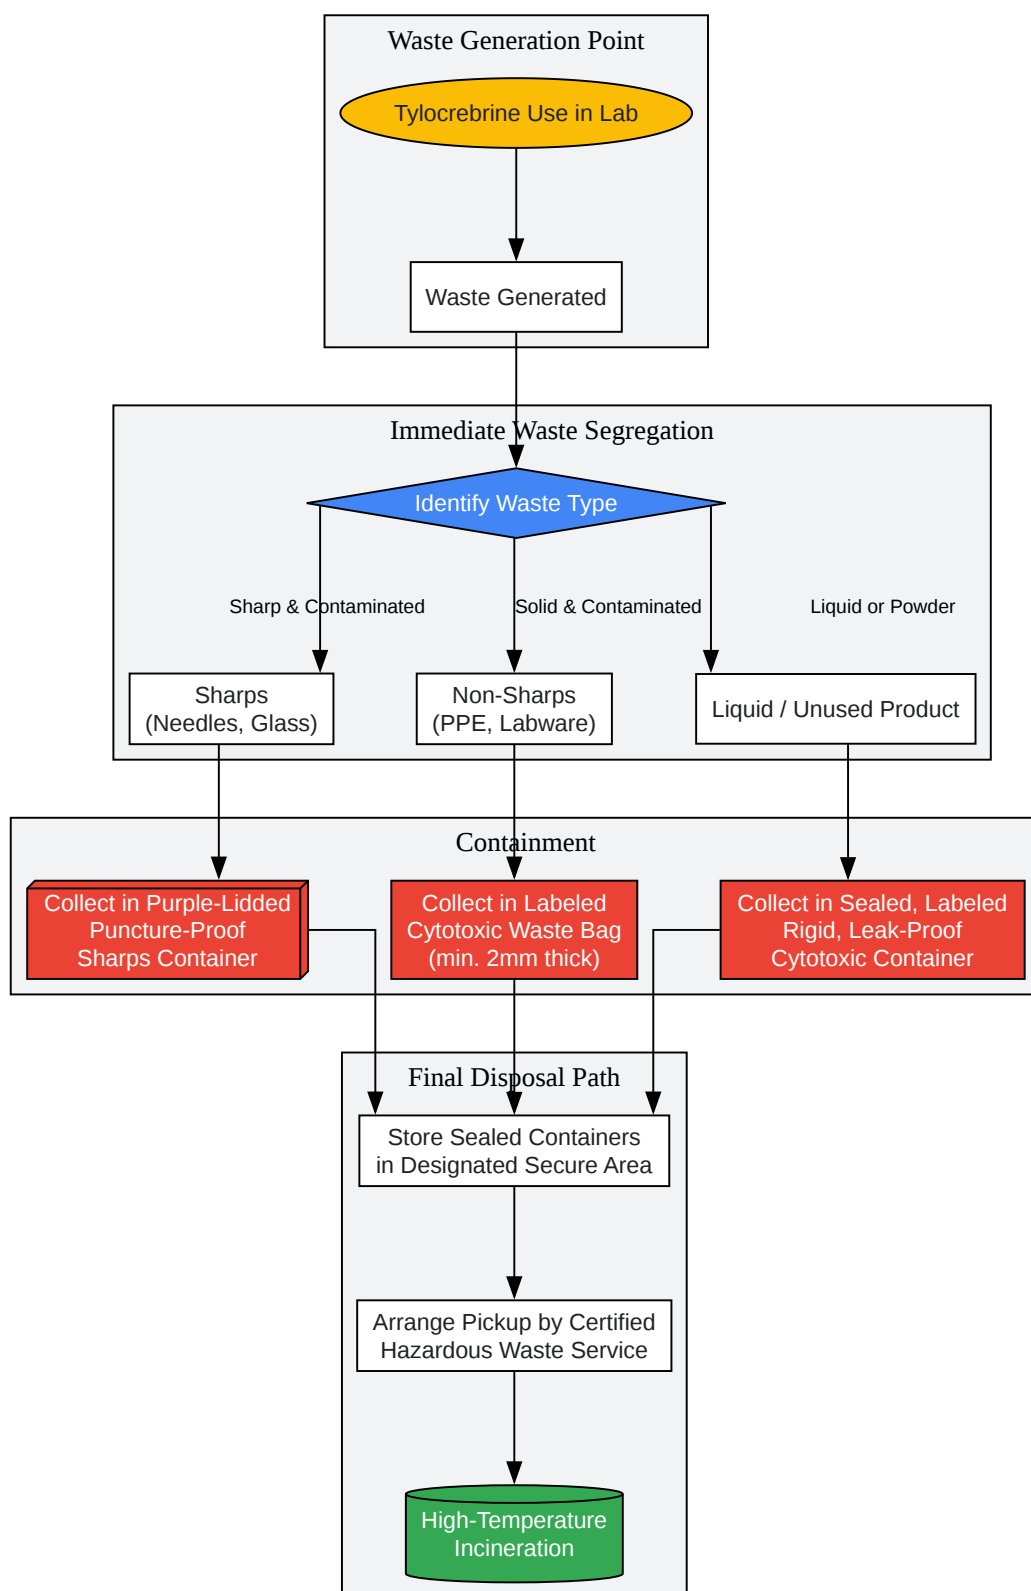 Waste Generation Point
Tylocrebrine Use in Lab
Waste Generated
Immediate Waste Segregation
Identify Waste Type
Sharp & Contaminated
Solid & Contaminated
Liquid or Powder
Sharps
(Needles, Glass)
Non-Sharps
(PPE, Labware)
Liquid / Unused Product
Containment
Collect in Purple-Lidded
Puncture-Proof
Sharps Container
Collect in Labeled
Cytotoxic Waste Bag
(min. 2mm thick)
Collect in Sealed, Labeled
Rigid, Leak-Proof
Cytotoxic Container
Final Disposal Path
Store Sealed Containers
in Designated Secure Area
Arrange Pickup by Certified
Hazardous Waste Service
High-Temperature
Incineration